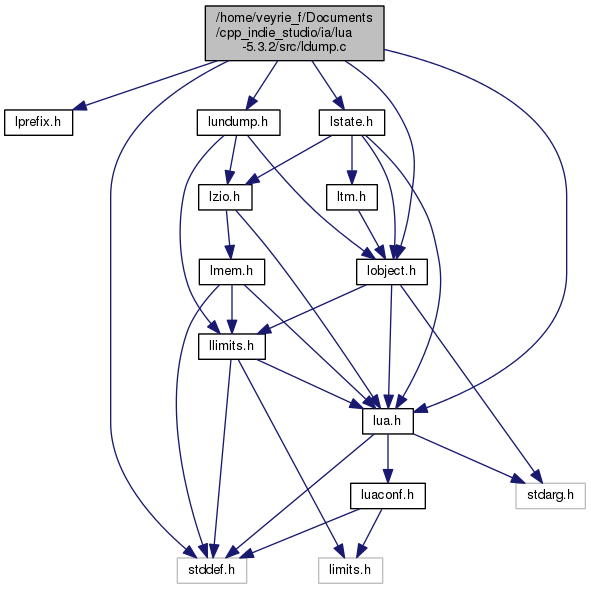 /home/veyrie_f/Documents
/cpp_indie_studio/ia/lua
-5.3.2/src/ldump.c
lprefix.h
lundump.h
lstate.h
lzio.h
ltm.h
lmem.h
lobject.h
llimits.h
lua.h
luaconf.h
stdarg.h
stddef.h
limits.h